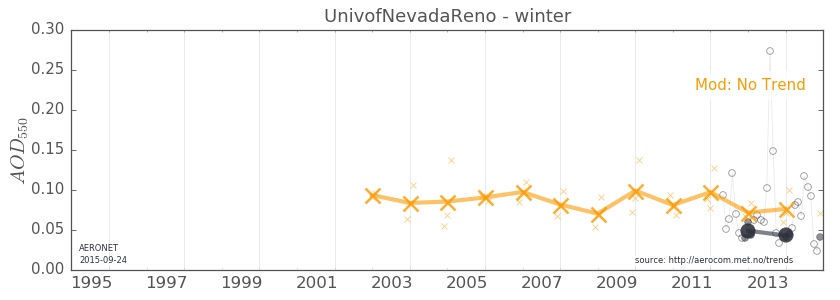 UnivofNevadaReno - winter
0.30
0.25
0.20
0.15
0.10
0.05
0.00
AOD550
Mod: No Trend
AERONET
2015-09-24
source: http://aerocom.met.no/trends
1995 1997 1999 2001 2003 2005 2007 2009 2011 2013